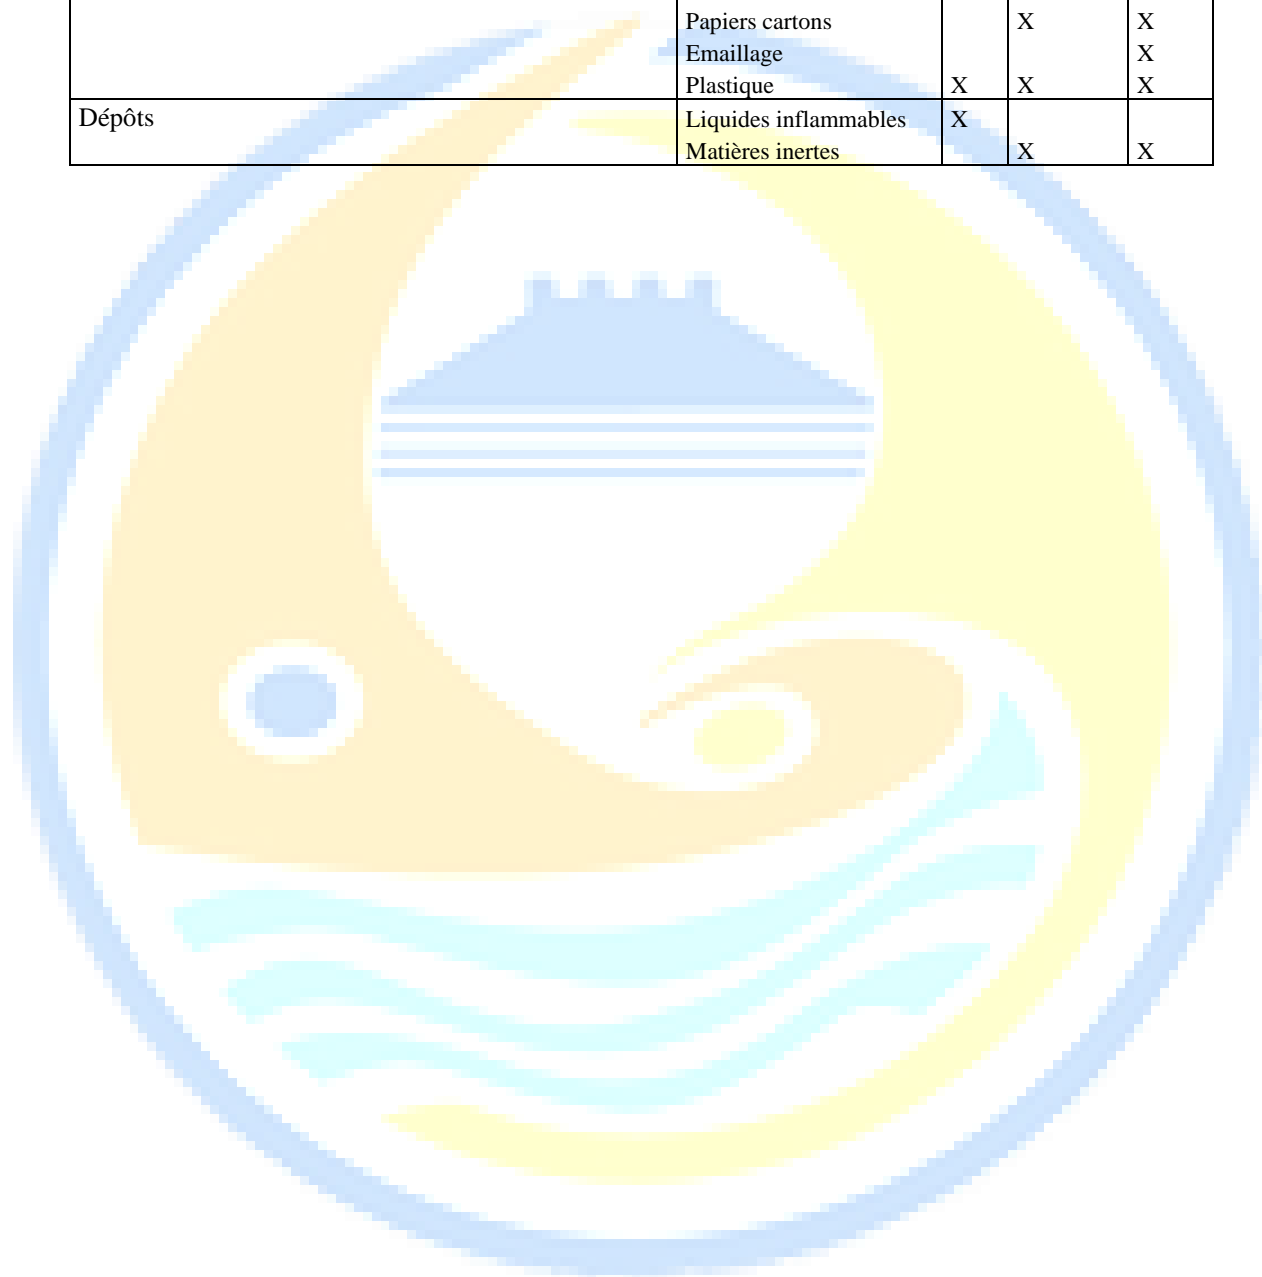 Papiers cartons X X
Emaillage X
Plastique X X X
Dépôts Liquides inflammables X
Matières inertes X X